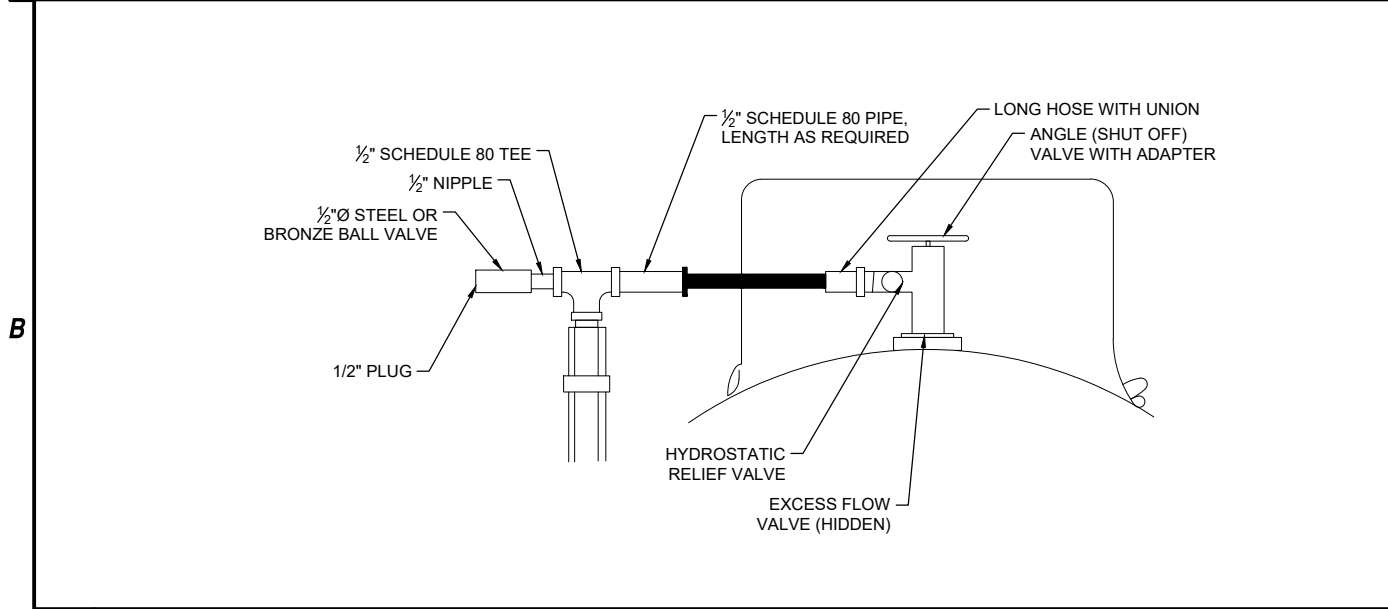 LONG HOSE WITH UNION
½" SCHEDULE 80 PIPE,
LENGTH AS REQUIRED
ANGLE (SHUT OFF)
VALVE WITH ADAPTER
½" SCHEDULE 80 TEE
½" NIPPLE
½"Ø STEEL OR
BRONZE BALL VALVE
B
1/2" PLUG
HYDROSTATIC
RELIEF VALVE
EXCESS FLOW
VALVE (HIDDEN)